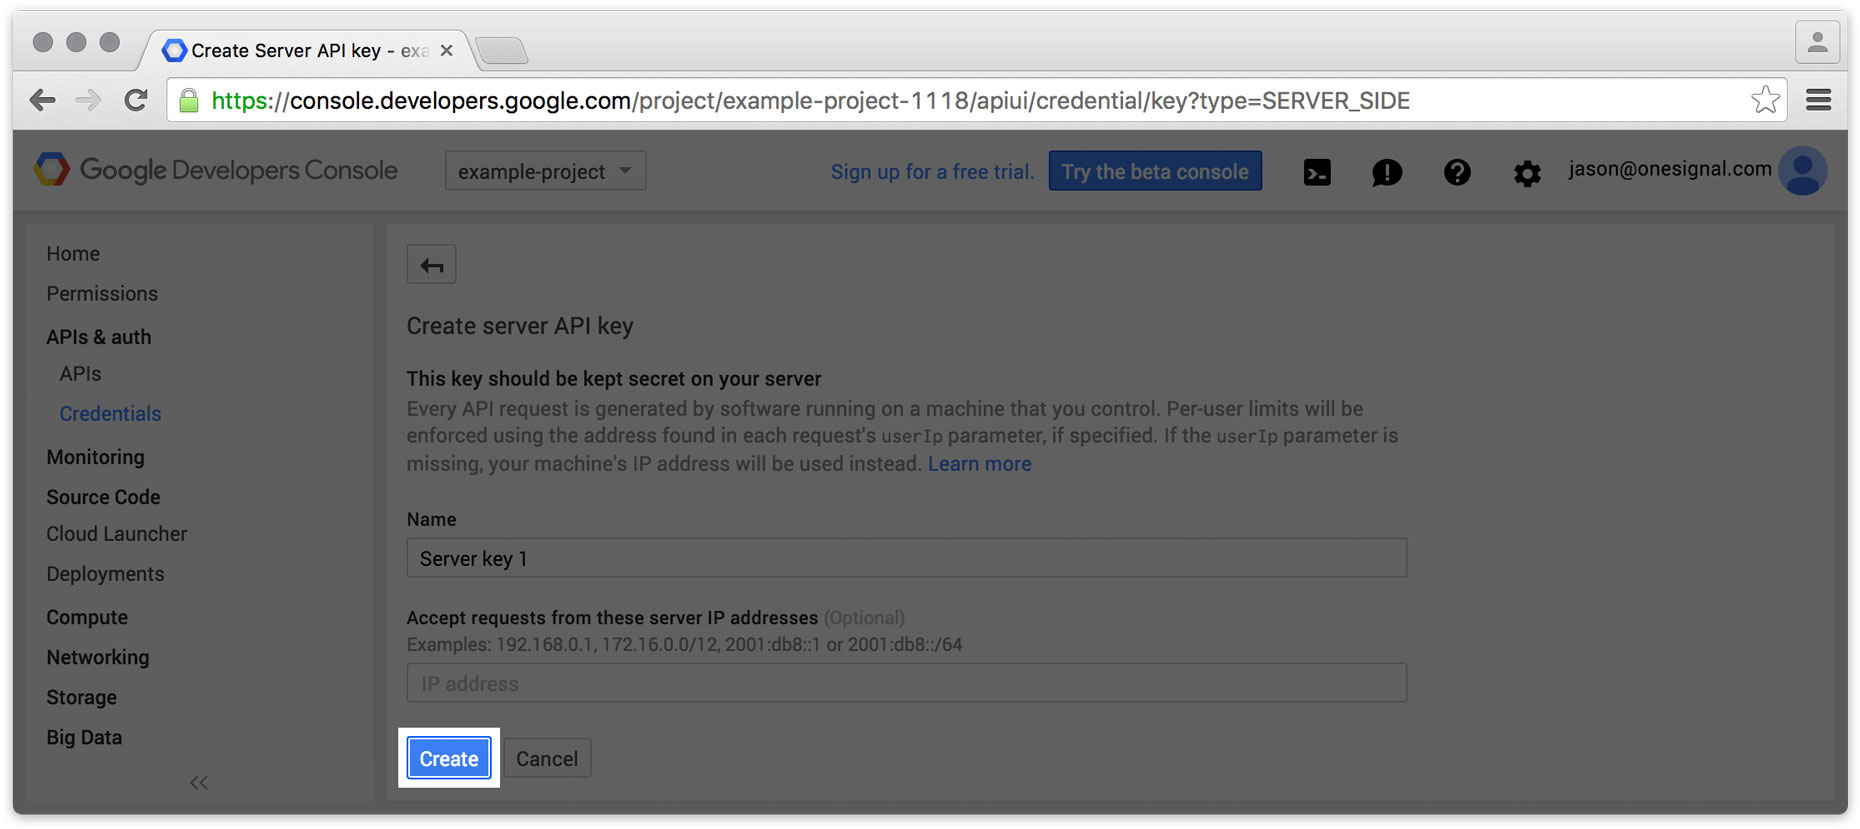 Create Server API key - exa
https://console.developers.google.com/project/example-project-1118/apiui/credential/key?type=SERVER_SIDE
Google Developers Console
example-project
Sign up for a free trial.
Try the beta console
jason@onesignal.com
Home
Permissions
APIs & auth
APIs
Credentials
Monitoring
Source Code
Cloud Launcher
Deployments
Compute
Networking
Storage
Big Data
Create server API key
This key should be kept secret on your server
Every API request is generated by software running on a machine that you control. Per-user limits will be
enforced using the address found in each request's userIp parameter, if specified. If the userIp parameter is
missing, your machine's IP address will be used instead. Learn more
Name
Server key 1
Accept requests from these server IP addresses (Optional)
Examples: 192.168.0.1, 172.16.0.0/12, 2001:db8::1 or 2001:db8::/64
IP address
Create
Cancel